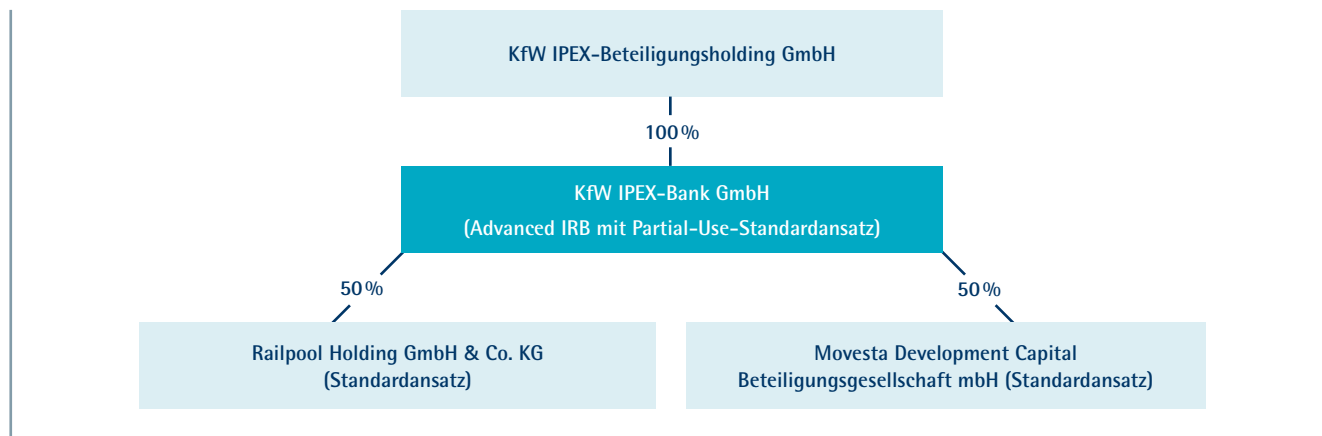 KfW IPEX-Beteiligungsholding GmbH
100 %
KfW IPEX-Bank GmbH
(Advanced IRB mit Partial-Use-Standardansatz)
50 %
50 %
Railpool Holding GmbH & Co. KG
(Standardansatz)
Movesta Development Capital
Beteiligungsgesellschaft mbH (Standardansatz)